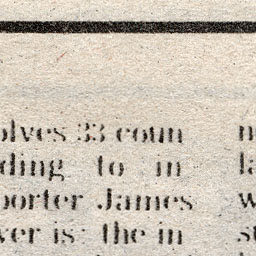 olves 33 coun
ding to in
porter James
ver is the in